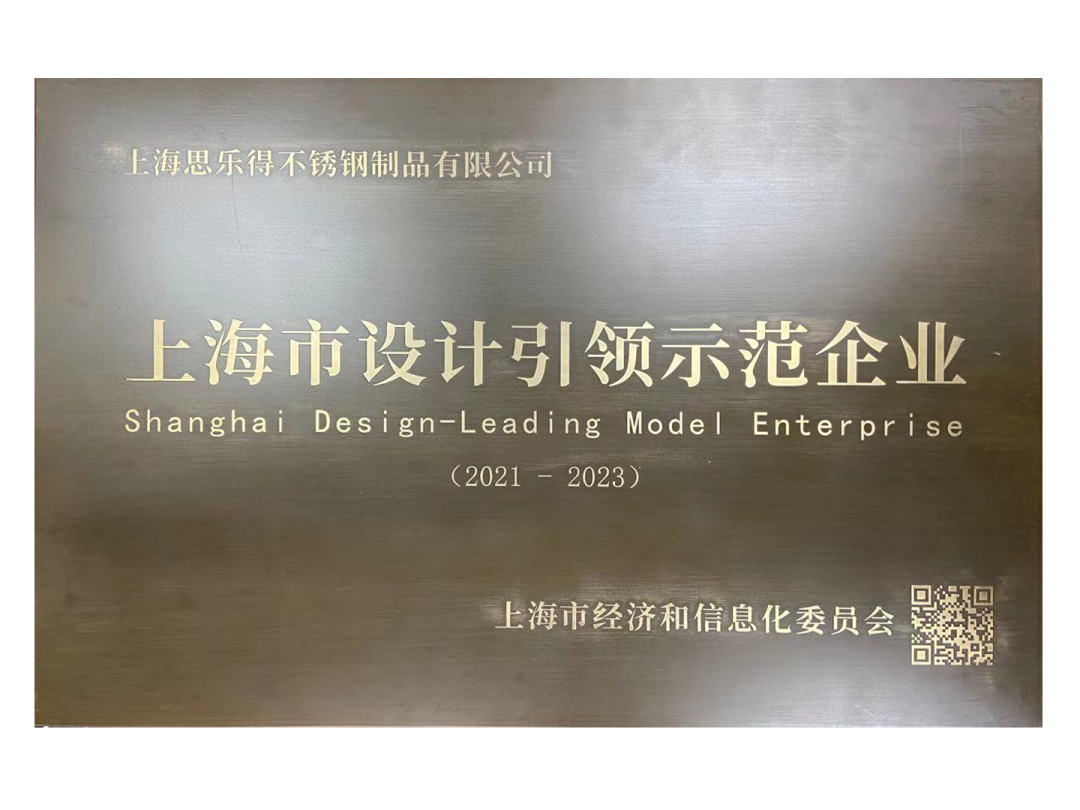 上海思乐得不锈钢制品有限公司
上海市设计引领示范企业
Shanghai Design-Leading Model Enterprise
（2021 - 2023）
上海市经济和信息化委员会